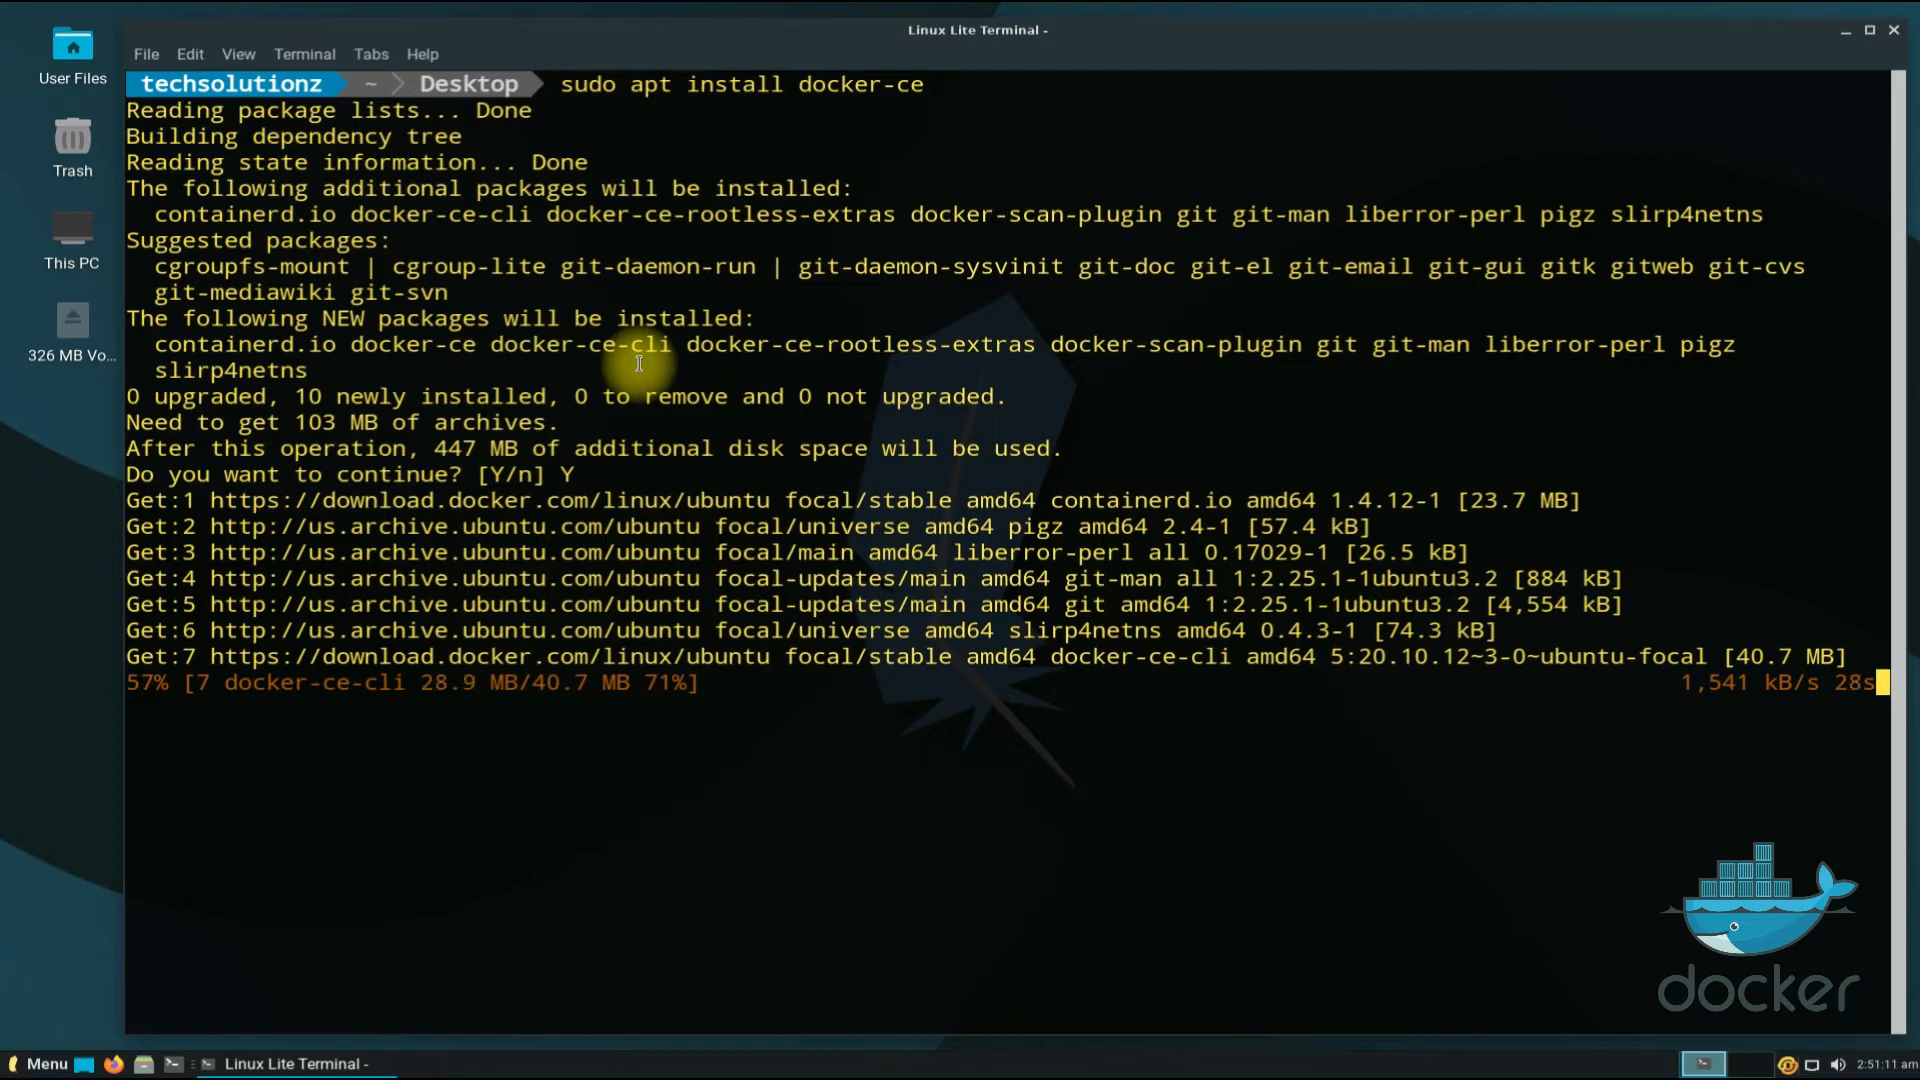 Linux Lite Terminal -
User Files
Trash
This PC
326 MB Vo...
File Edit View Terminal Tabs Help
techsolutionz ~ Desktop sudo apt install docker-ce
Reading package lists... Done
Building dependency tree
Reading state information... Done
The following additional packages will be installed:
containerd.io docker-ce-cli docker-ce-rootless-extras docker-scan-plugin git git-man liberror-perl pigz slirp4netns
Suggested packages:
cgroupfs-mount | cgroup-lite git-daemon-run | git-daemon-sysvinit git-doc git-el git-email git-gui gitk gitweb git-cvs
git-mediawiki git-svn
The following NEW packages will be installed:
containerd.io docker-ce docker-ce-cli docker-ce-rootless-extras docker-scan-plugin git git-man liberror-perl pigz
slirp4netns
0 upgraded, 10 newly installed, 0 to remove and 0 not upgraded.
Need to get 103 MB of archives.
After this operation, 447 MB of additional disk space will be used.
Do you want to continue? [Y/n] Y
Get:1 https://download.docker.com/linux/ubuntu focal/stable amd64 containerd.io amd64 1.4.12-1 [23.7 MB]
Get:2 http://us.archive.ubuntu.com/ubuntu focal/universe amd64 pigz amd64 2.4-1 [57.4 kB]
Get:3 http://us.archive.ubuntu.com/ubuntu focal/main amd64 liberror-perl all 0.17029-1 [26.5 kB]
Get:4 http://us.archive.ubuntu.com/ubuntu focal-updates/main amd64 git-man all 1:2.25.1-1ubuntu3.2 [884 kB]
Get:5 http://us.archive.ubuntu.com/ubuntu focal-updates/main amd64 git amd64 1:2.25.1-1ubuntu3.2 [4,554 kB]
Get:6 http://us.archive.ubuntu.com/ubuntu focal/universe amd64 slirp4netns amd64 0.4.3-1 [74.3 kB]
Get:7 https://download.docker.com/linux/ubuntu focal/stable amd64 docker-ce-cli amd64 5:20.10.12~3-0~ubuntu-focal [40.7 MB]
57% [7 docker-ce-cli 28.9 MB/40.7 MB 71%] 1,541 kB/s 28s
docker
Menu Linux Lite Terminal - 2:51:11 am